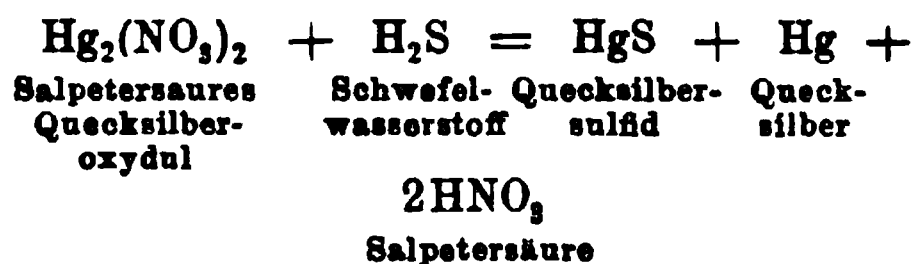 Hg₂(NO₃)₂ + H₂S = HgS + Hg +
Salpetersaures Schwefel- Quecksilber- Queck-
Quecksilber- wasserstoff sulfid silber
oxydul
2HNO₃
Salpetersäure